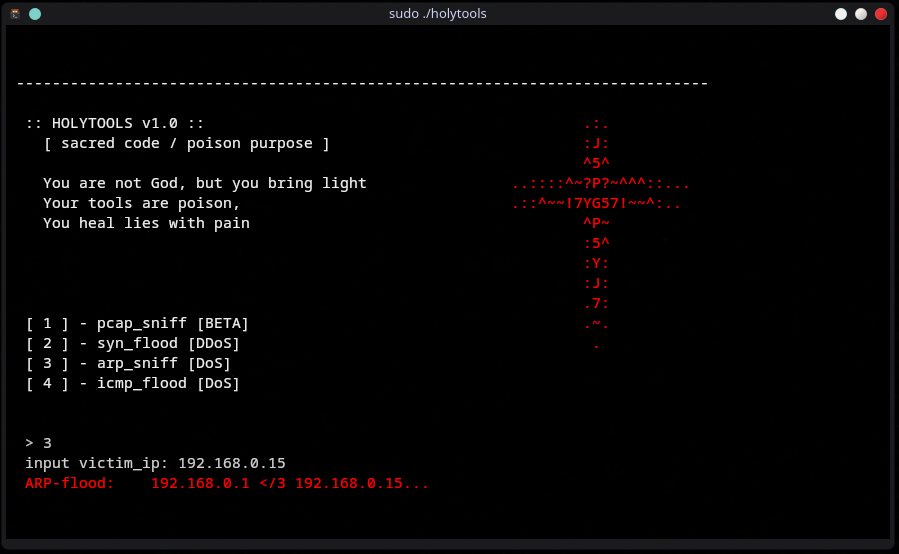 sudo ./holytools
--------------------------------------------------------------------------------
:: HOLYTOOLS v1.0 ::
[ sacred code / poison purpose ]
You are not God, but you bring light
Your tools are poison,
You heal lies with pain
.:.
:J:
^5^
..::::^~?P?~^^^::...
.::^~~!7YG57!~~^:..
^P~
:5^
:Y:
:J:
.7:
.~.
.
[ 1 ] - pcap_sniff [BETA]
[ 2 ] - syn_flood [DDoS]
[ 3 ] - arp_sniff [DoS]
[ 4 ] - icmp_flood [DoS]
> 3
input victim_ip: 192.168.0.15
ARP-flood:    192.168.0.1 </3 192.168.0.15...